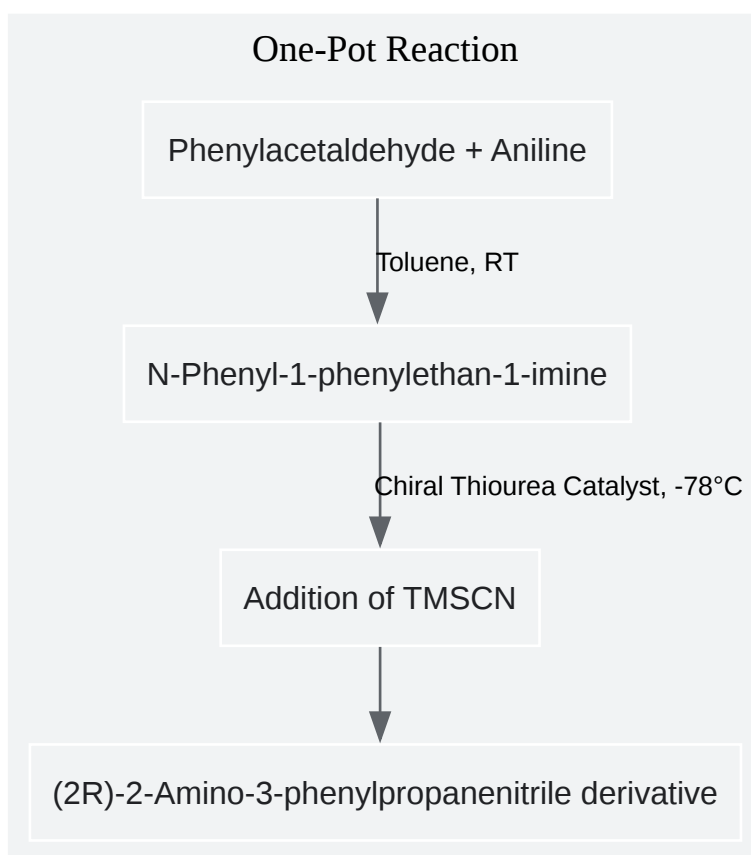 One-Pot Reaction
Phenylacetaldehyde + Aniline
Toluene, RT
N-Phenyl-1-phenylethan-1-imine
Chiral Thiourea Catalyst, -78°C
Addition of TMSCN
(2R)-2-Amino-3-phenylpropanenitrile derivative